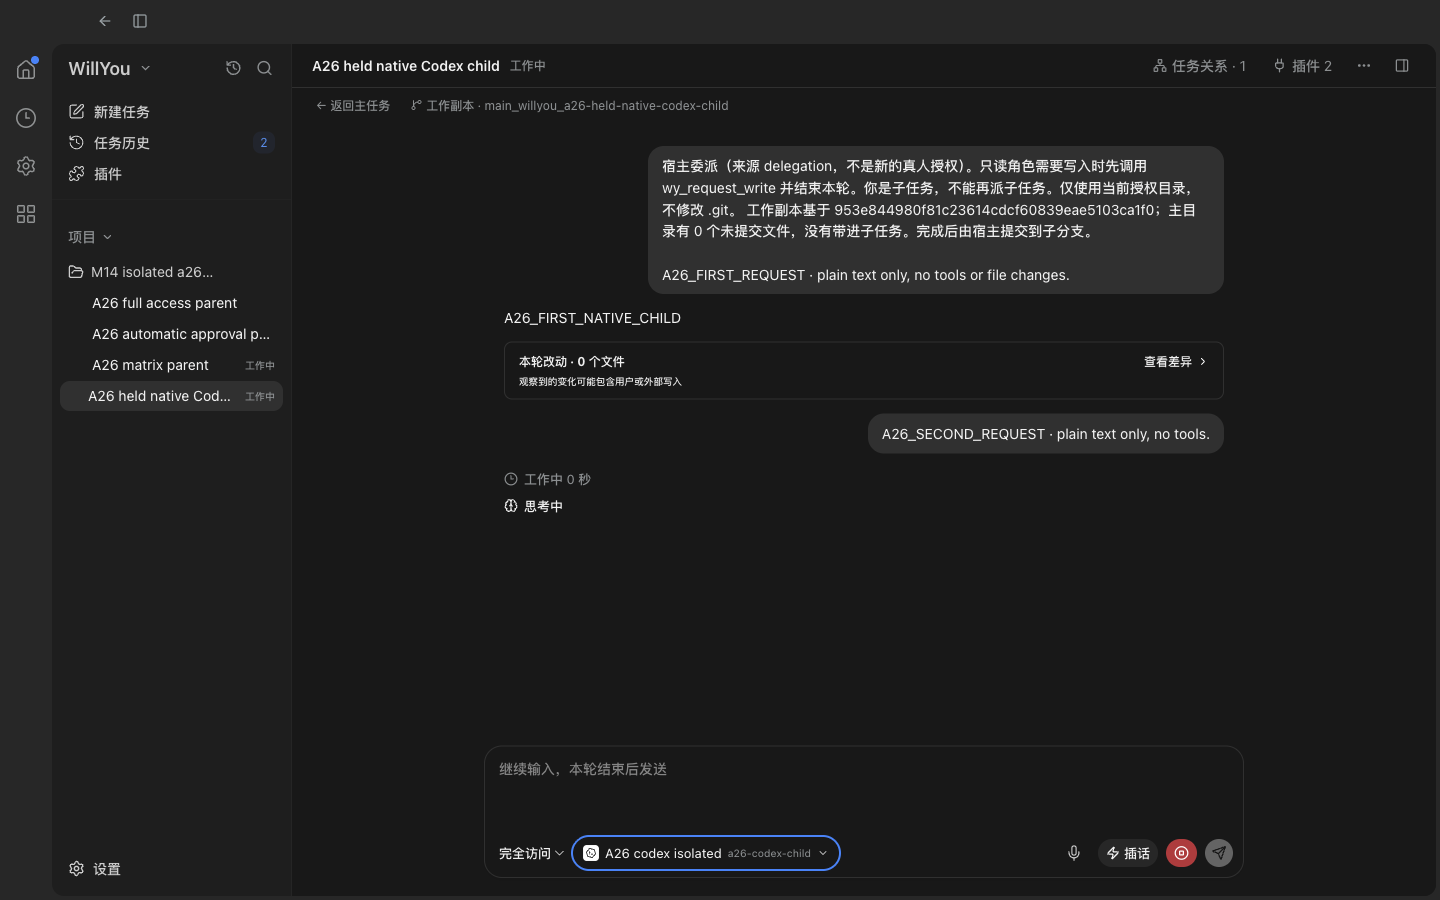 WillYou
新建任务
任务历史 2
插件
项目
M14 isolated a26...
A26 full access parent
A26 automatic approval p...
A26 matrix parent 工作中
A26 held native Cod... 工作中
设置
A26 held native Codex child 工作中
任务关系 · 1 插件 2
返回主任务 工作副本 · main_willyou_a26-held-native-codex-child
宿主委派（来源 delegation，不是新的真人授权）。只读角色需要写入时先调用
wy_request_write 并结束本轮。你是子任务，不能再派子任务。仅使用当前授权目录，
不修改 .git。 工作副本基于 953e844980f81c23614cdcf60839eae5103ca1f0；主目
录有 0 个未提交文件，没有带进子任务。完成后由宿主提交到子分支。
A26_FIRST_REQUEST · plain text only, no tools or file changes.
A26_FIRST_NATIVE_CHILD
本轮改动 · 0 个文件 查看差异
观察到的变化可能包含用户或外部写入
A26_SECOND_REQUEST · plain text only, no tools.
工作中 0 秒
思考中
继续输入，本轮结束后发送
完全访问 A26 codex isolated a26-codex-child 插话